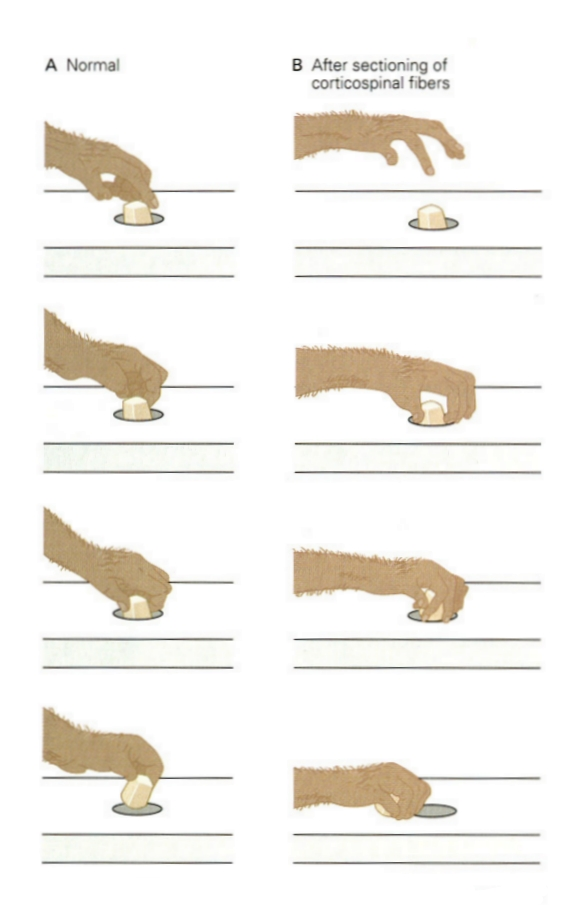 A Normal
B After sectioning of
corticospinal fibers